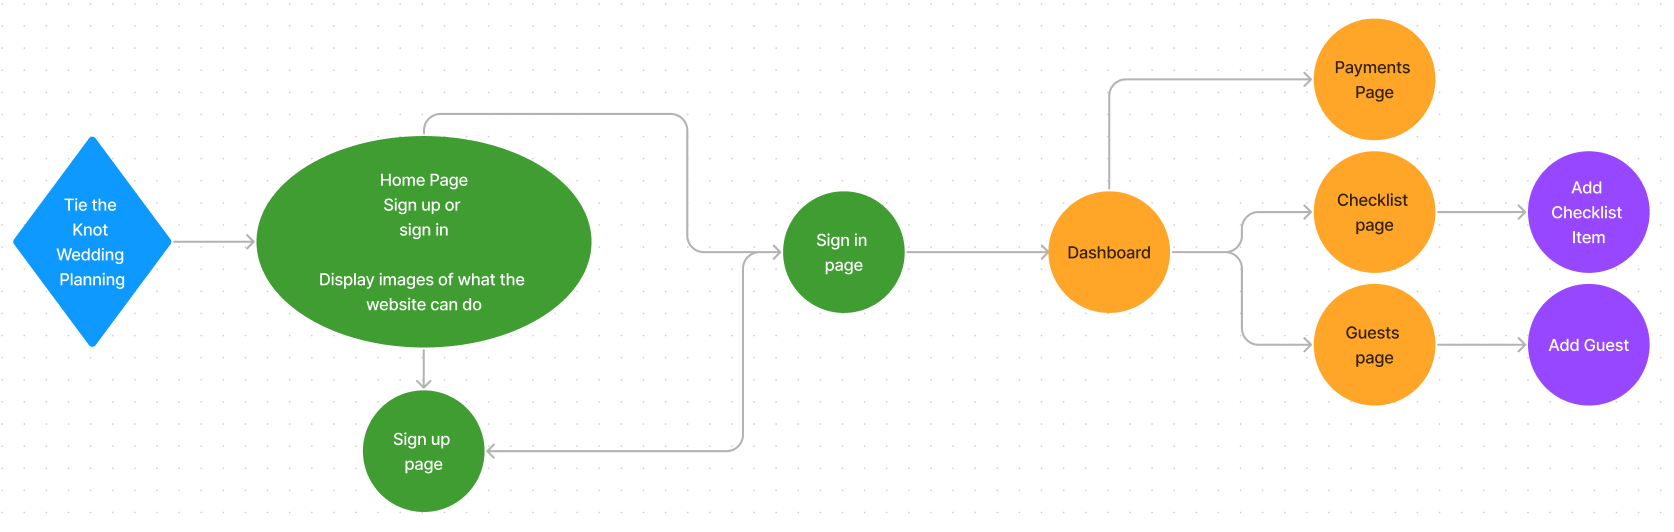 Tie the
Knot
Wedding
Planning
Home Page
Sign up or
sign in
Display images of what the
website can do
Sign up
page
Sign in
page
Dashboard
Payments
Page
Checklist
page
Add
Checklist
Item
Guests
page
Add Guest